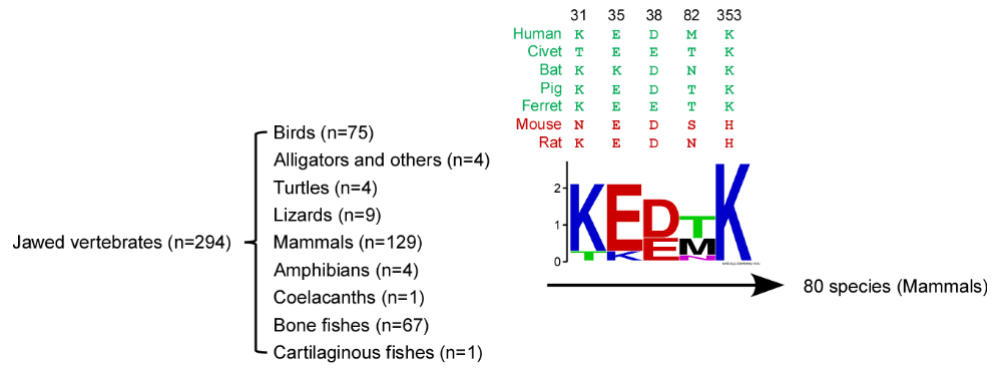 31 35 38 82 353
Human K E D M K
Civet T E E T K
Bat K K D N K
Pig K E D T K
Ferret K E E T K
Mouse N E D S H
Rat K E D N H
Birds (n=75)
Alligators and others (n=4)
Turtles (n=4)
Lizards (n=9)
Jawed vertebrates (n=294)
Mammals (n=129)
Amphibians (n=4)
Coelacanths (n=1)
Bone fishes (n=67)
Cartilaginous fishes (n=1)
2
1
0
K E D T K
T K E M
N
80 species (Mammals)